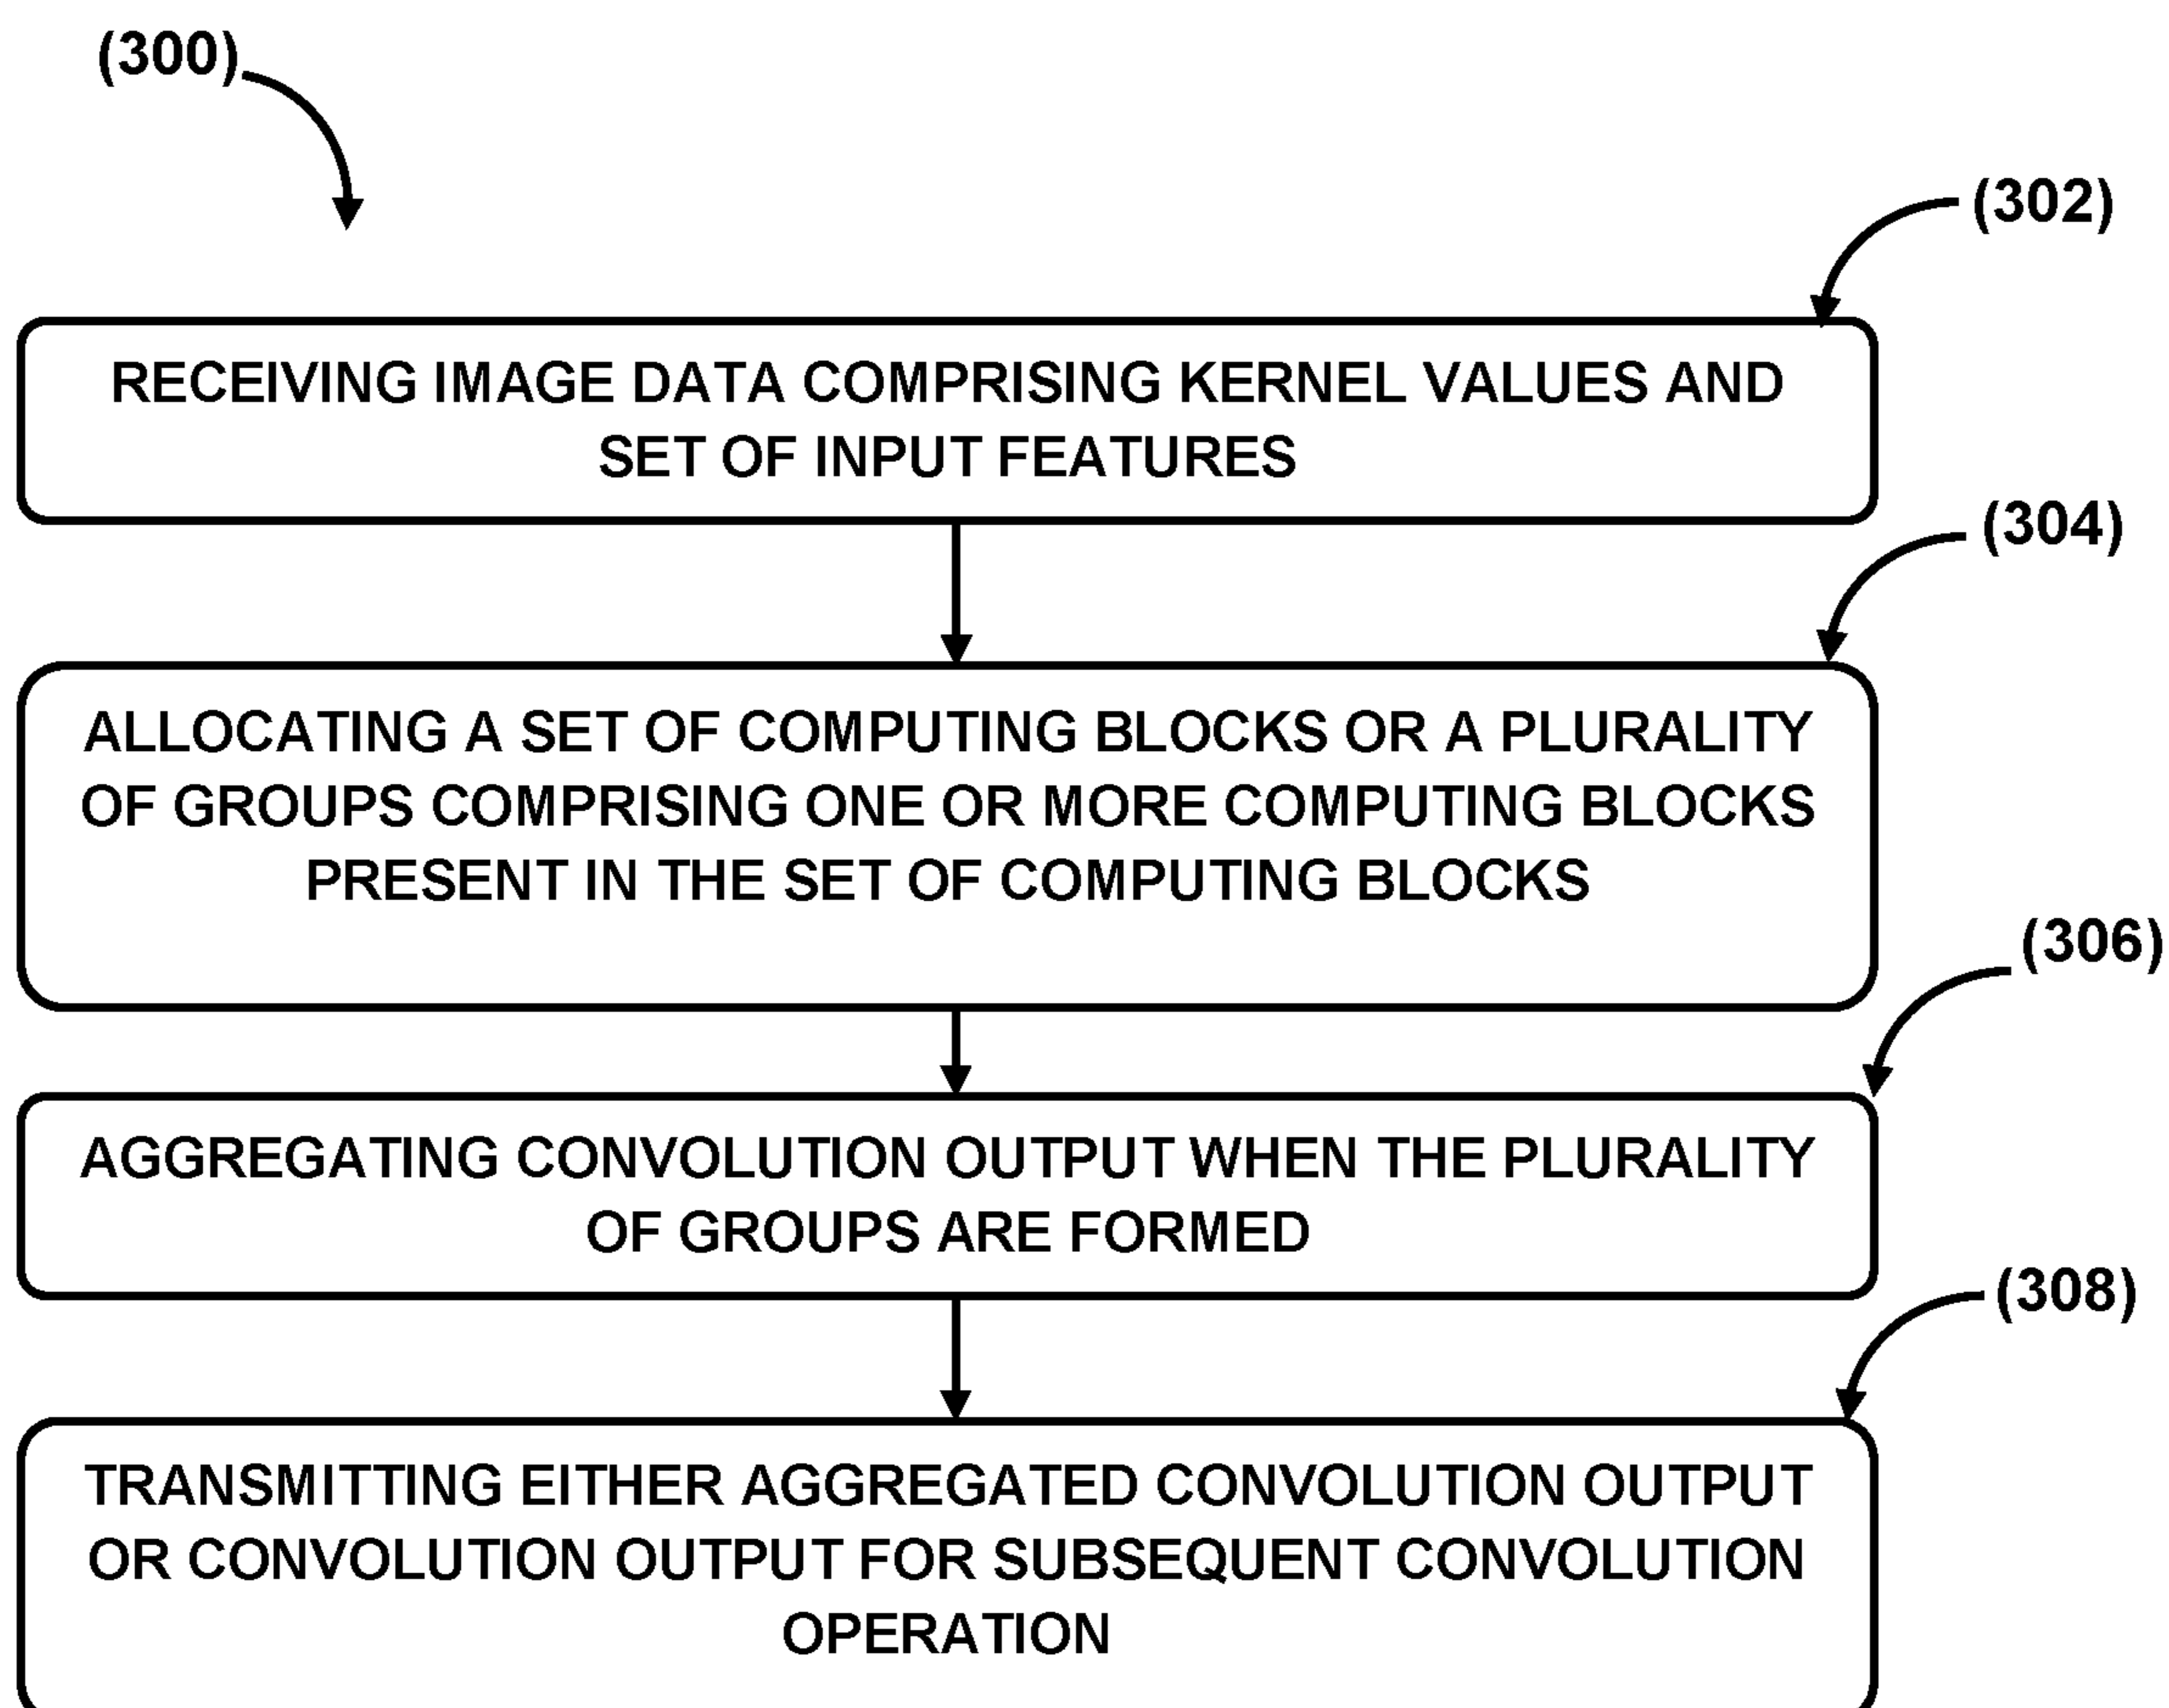 (300)
(302)
RECEIVING IMAGE DATA COMPRISING KERNEL VALUES AND
SET OF INPUT FEATURES
(304)
ALLOCATING A SET OF COMPUTING BLOCKS OR A PLURALITY
OF GROUPS COMPRISING ONE OR MORE COMPUTING BLOCKS
PRESENT IN THE SET OF COMPUTING BLOCKS
(306)
AGGREGATING CONVOLUTION OUTPUT WHEN THE PLURALITY
OF GROUPS ARE FORMED
(308)
TRANSMITTING EITHER AGGREGATED CONVOLUTION OUTPUT
OR CONVOLUTION OUTPUT FOR SUBSEQUENT CONVOLUTION
OPERATION